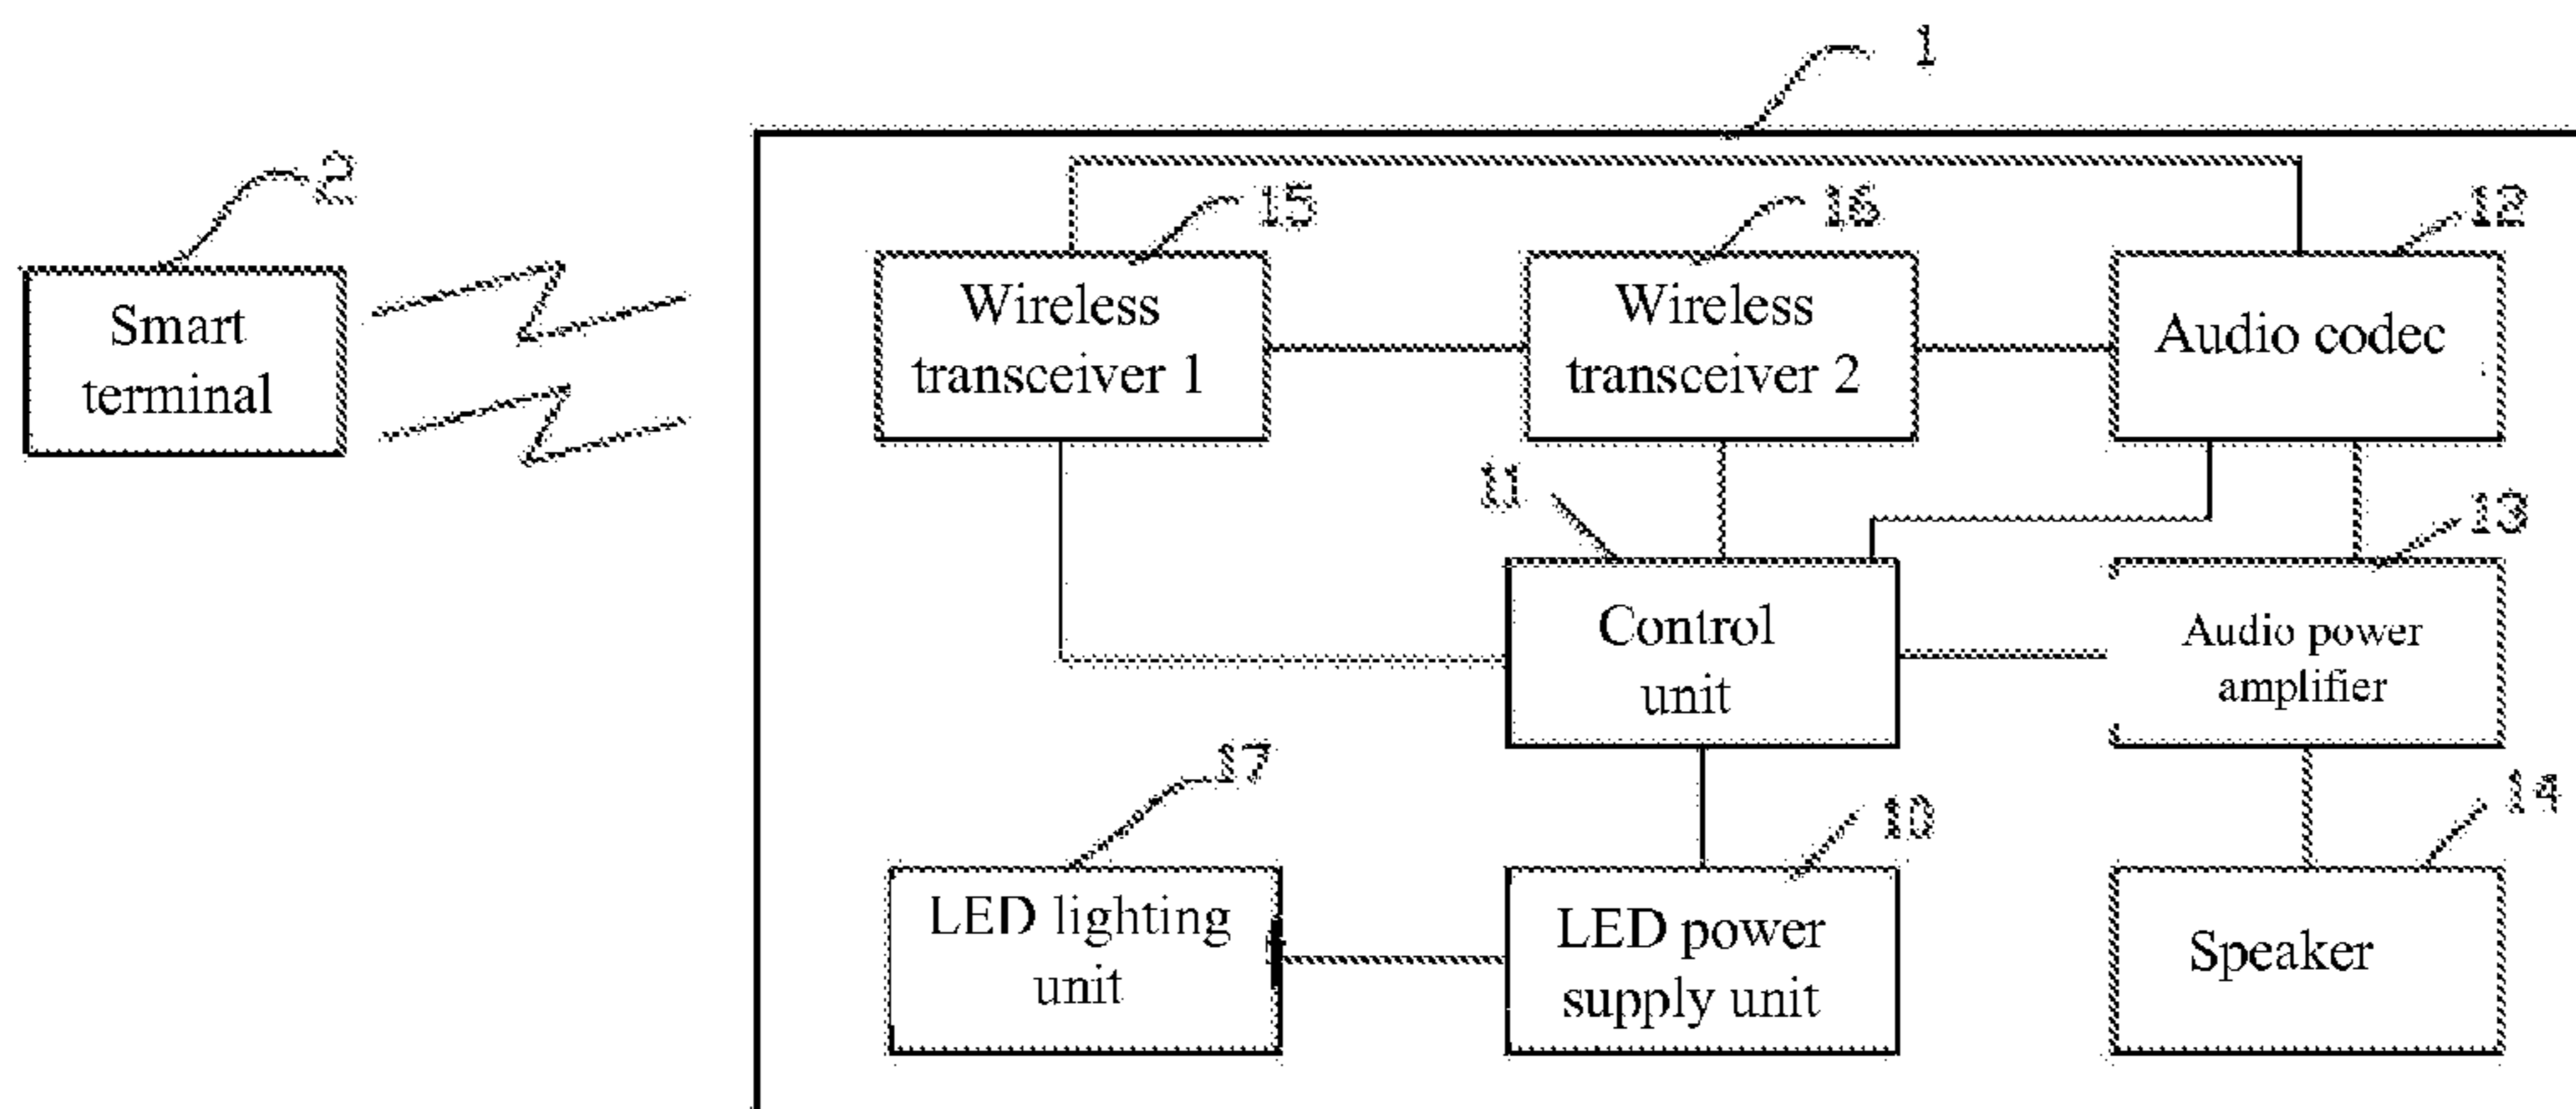 1
2
15
16
12
Smart
terminal
Wireless
transceiver 1
Wireless
transceiver 2
Audio codec
11
13
Control
unit
Audio power
amplifier
17
10
14
LED lighting
unit
LED power
supply unit
Speaker